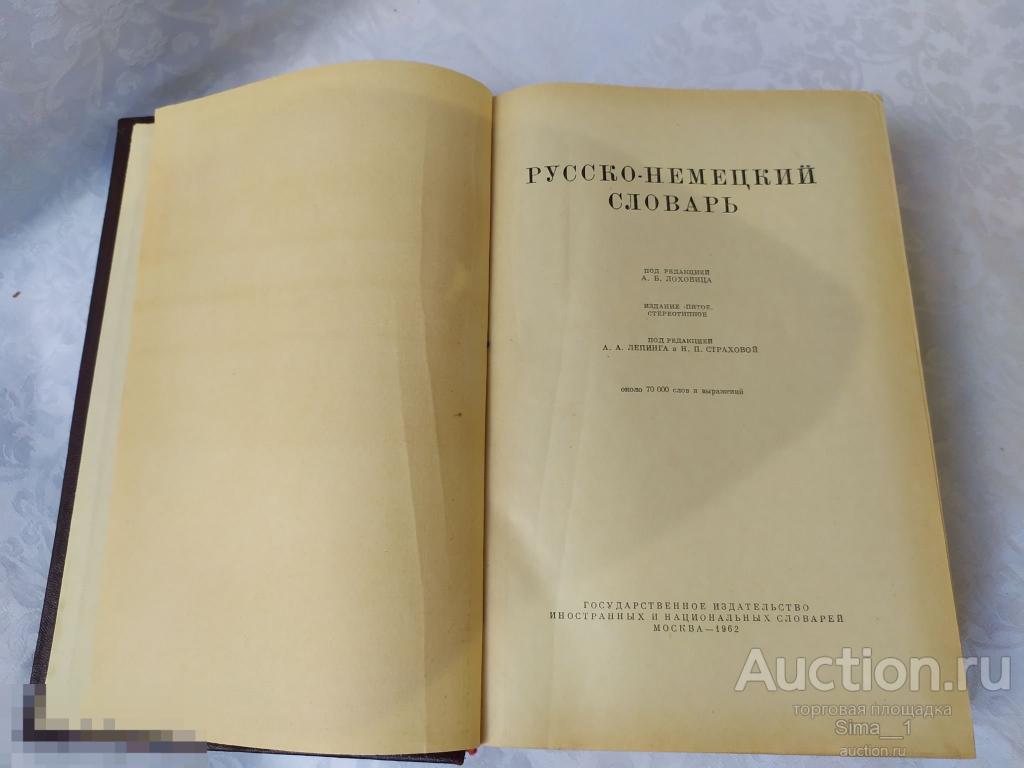 РУССКО-НЕМЕЦКИЙ
СЛОВАРЬ
ПОД РЕДАКЦИЕЙ
А. Б. ЛОХОВИЦА
ИЗДАНИЕ ПЯТОЕ,
СТЕРЕОТИПНОЕ
ПОД РЕДАКЦИЕЙ
А. А. ЛЕПИНГА и Н. П. СТРАХОВОЙ
около 70 000 слов и выражений
ГОСУДАРСТВЕННОЕ ИЗДАТЕЛЬСТВО
ИНОСТРАННЫХ И НАЦИОНАЛЬНЫХ СЛОВАРЕЙ
МОСКВА—1962
Auction.ru
торговая площадка
Sima__1
auction.ru